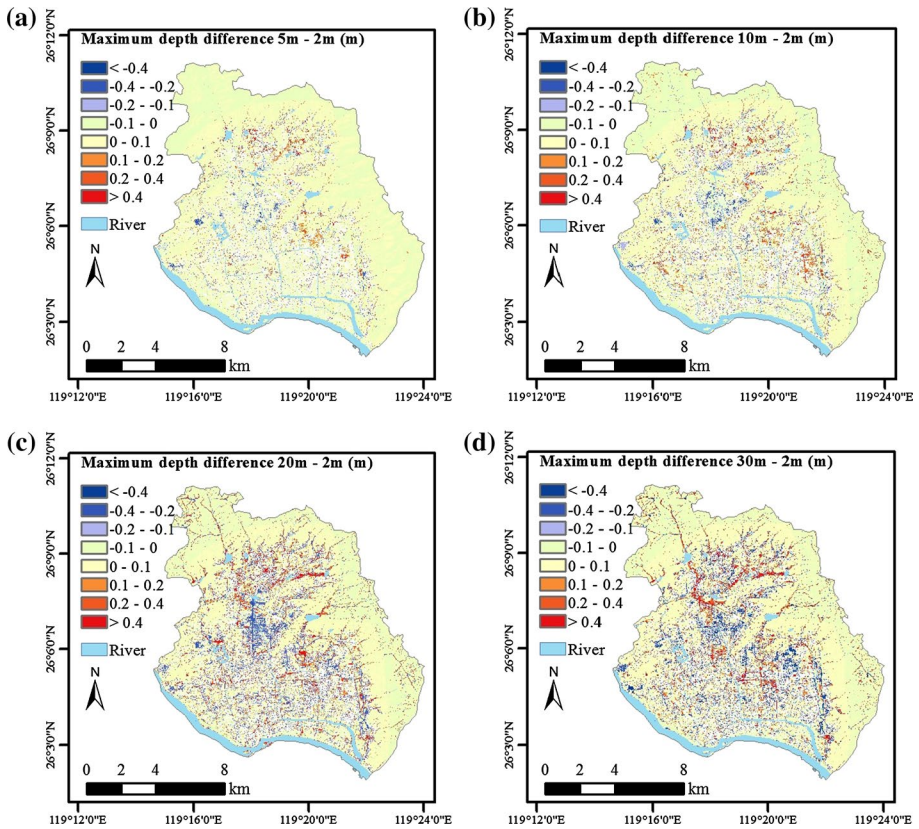 (a)
Maximum depth difference 5m - 2m (m)
< -0.4
-0.4 - -0.2
-0.2 - -0.1
-0.1 - 0
0 - 0.1
0.1 - 0.2
0.2 - 0.4
> 0.4
River
N
0 2 4 8
km
26°12'0"N
26°9'0"N
26°6'0"N
26°3'0"N
119°12'0"E 119°16'0"E 119°20'0"E 119°24'0"E
(b)
Maximum depth difference 10m - 2m (m)
< -0.4
-0.4 - -0.2
-0.2 - -0.1
-0.1 - 0
0 - 0.1
0.1 - 0.2
0.2 - 0.4
> 0.4
River
N
0 2 4 8
km
26°12'0"N
26°9'0"N
26°6'0"N
26°3'0"N
119°12'0"E 119°16'0"E 119°20'0"E 119°24'0"E
(c)
Maximum depth difference 20m - 2m (m)
< -0.4
-0.4 - -0.2
-0.2 - -0.1
-0.1 - 0
0 - 0.1
0.1 - 0.2
0.2 - 0.4
> 0.4
River
N
0 2 4 8
km
26°12'0"N
26°9'0"N
26°6'0"N
26°3'0"N
119°12'0"E 119°16'0"E 119°20'0"E 119°24'0"E
(d)
Maximum depth difference 30m - 2m (m)
< -0.4
-0.4 - -0.2
-0.2 - -0.1
-0.1 - 0
0 - 0.1
0.1 - 0.2
0.2 - 0.4
> 0.4
River
N
0 2 4 8
km
26°12'0"N
26°9'0"N
26°6'0"N
26°3'0"N
119°12'0"E 119°16'0"E 119°20'0"E 119°24'0"E